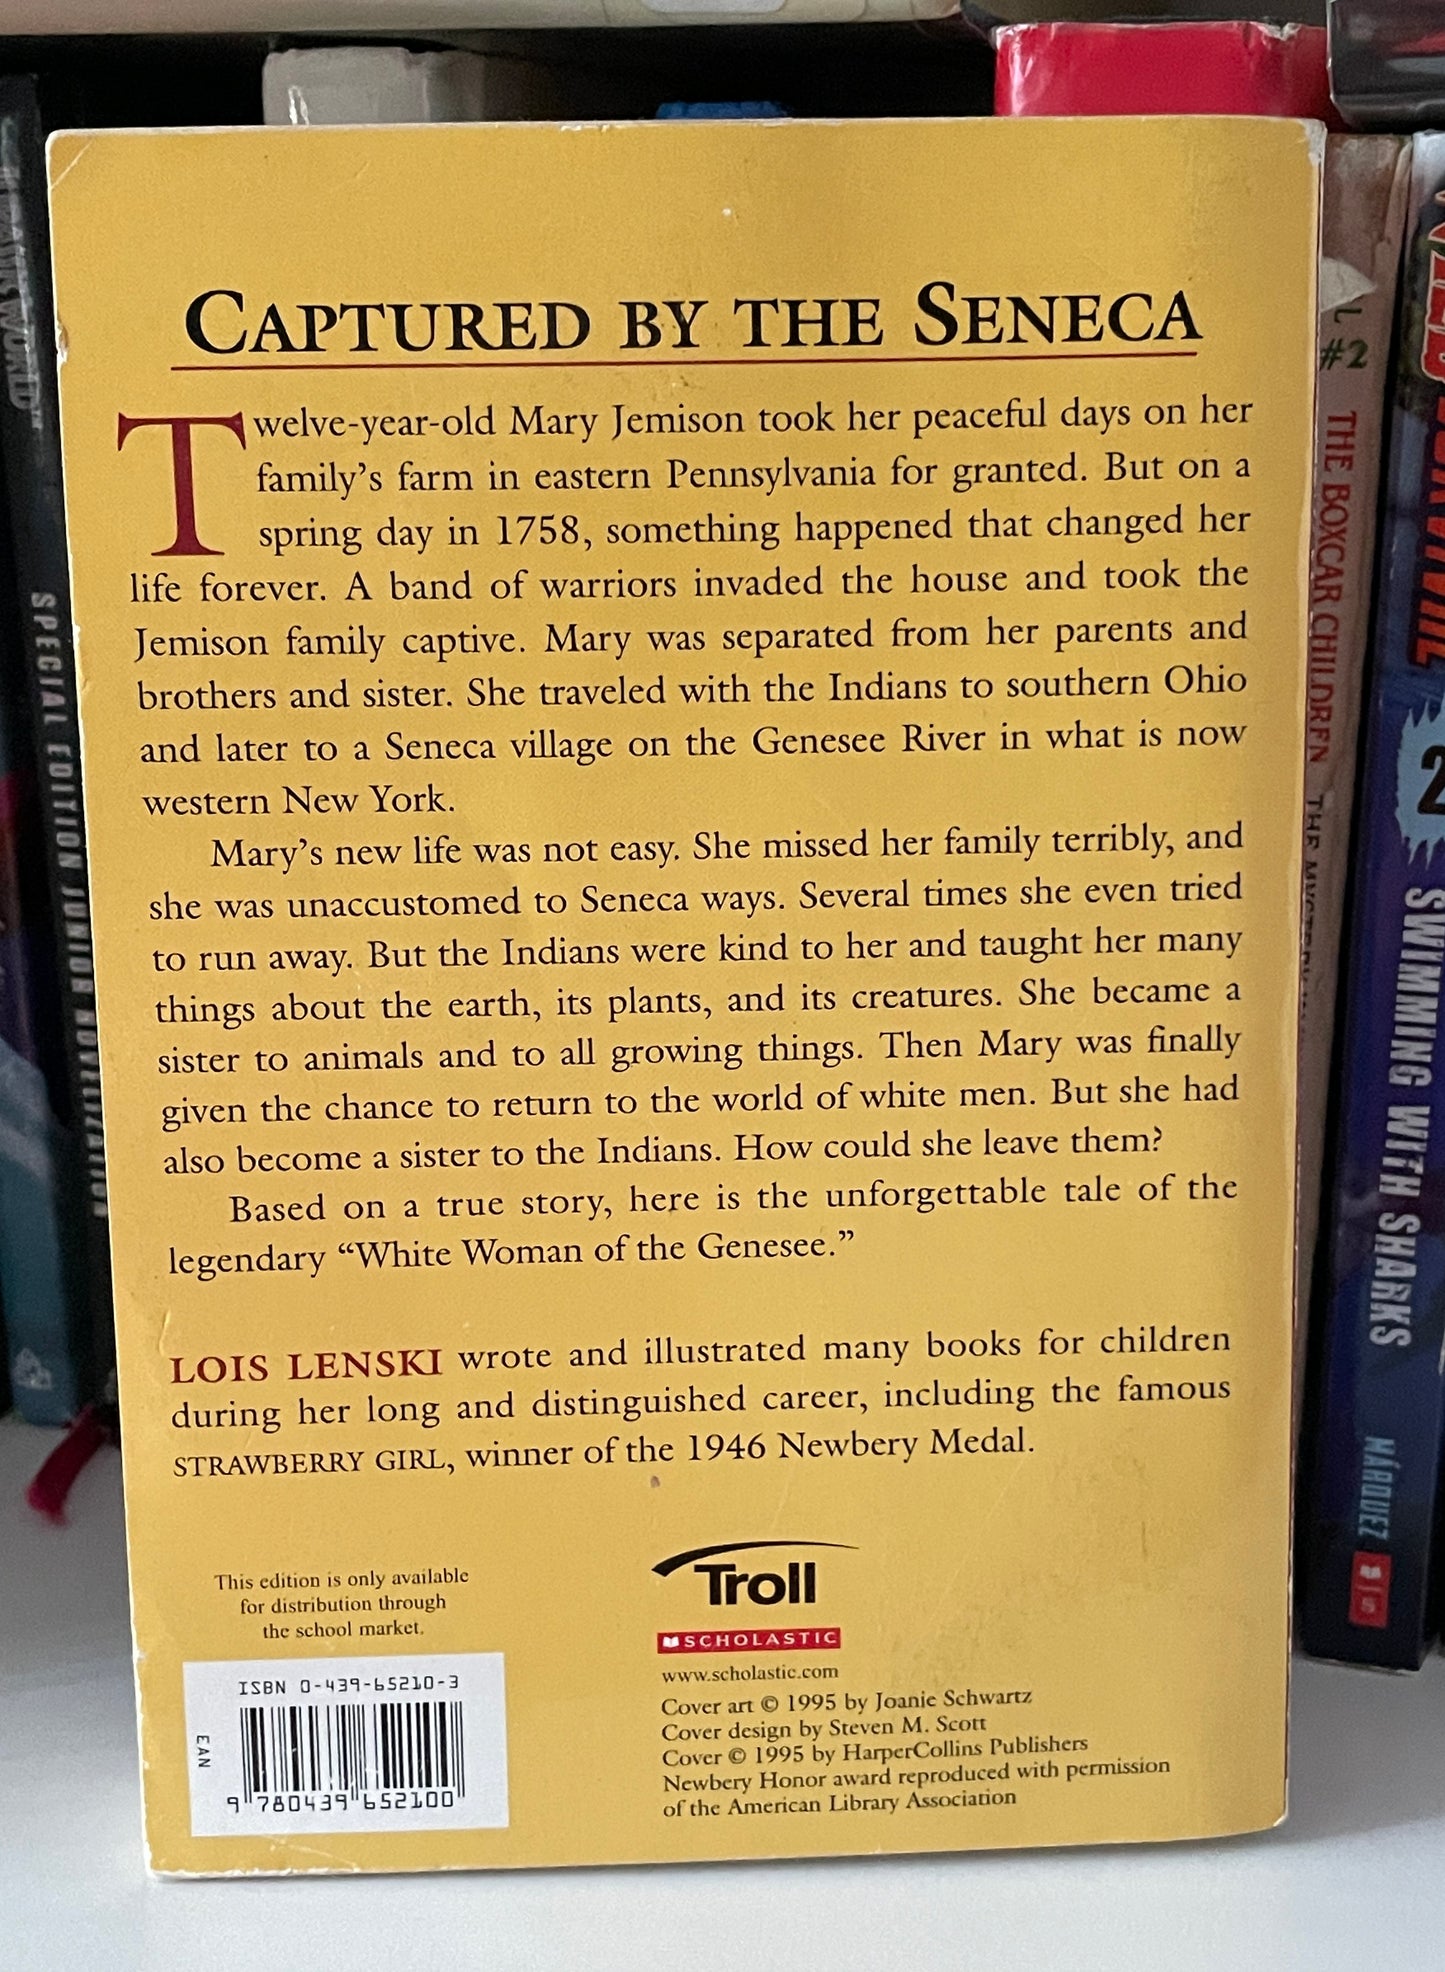 CAPTURED BY THE SENECA
Twelve-year-old Mary Jemison took her peaceful days on her
family's farm in eastern Pennsylvania for granted. But on a
spring day in 1758, something happened that changed her
life forever. A band of warriors invaded the house and took the
Jemison family captive. Mary was separated from her parents and
brothers and sister. She traveled with the Indians to southern Ohio
and later to a Seneca village on the Genesee River in what is now
western New York.
Mary's new life was not easy. She missed her family terribly, and
she was unaccustomed to Seneca ways. Several times she even tried
to run away. But the Indians were kind to her and taught her many
things about the earth, its plants, and its creatures. She became a
sister to animals and to all growing things. Then Mary was finally
given the chance to return to the world of white men. But she had
also become a sister to the Indians. How could she leave them?
Based on a true story, here is the unforgettable tale of the
legendary “White Woman of the Genesee.”
LOIS LENSKI wrote and illustrated many books for children
during her long and distinguished career, including the famous
STRAWBERRY GIRL, winner of the 1946 Newbery Medal.
This edition is only available
for distribution through
the school market.
ISBN 0-439-65210-3
EAN
9 780439 652100
Troll
SCHOLASTIC
www.scholastic.com
Cover art © 1995 by Joanie Schwartz
Cover design by Steven M. Scott
Cover © 1995 by HarperCollins Publishers
Newbery Honor award reproduced with permission
of the American Library Association
SPECIAL EDITION JUNIOR NOVELIZATION
#2
THE BOXCAR CHILDREN
2
SWIMMING WITH SHARKS
MÁRQUEZ